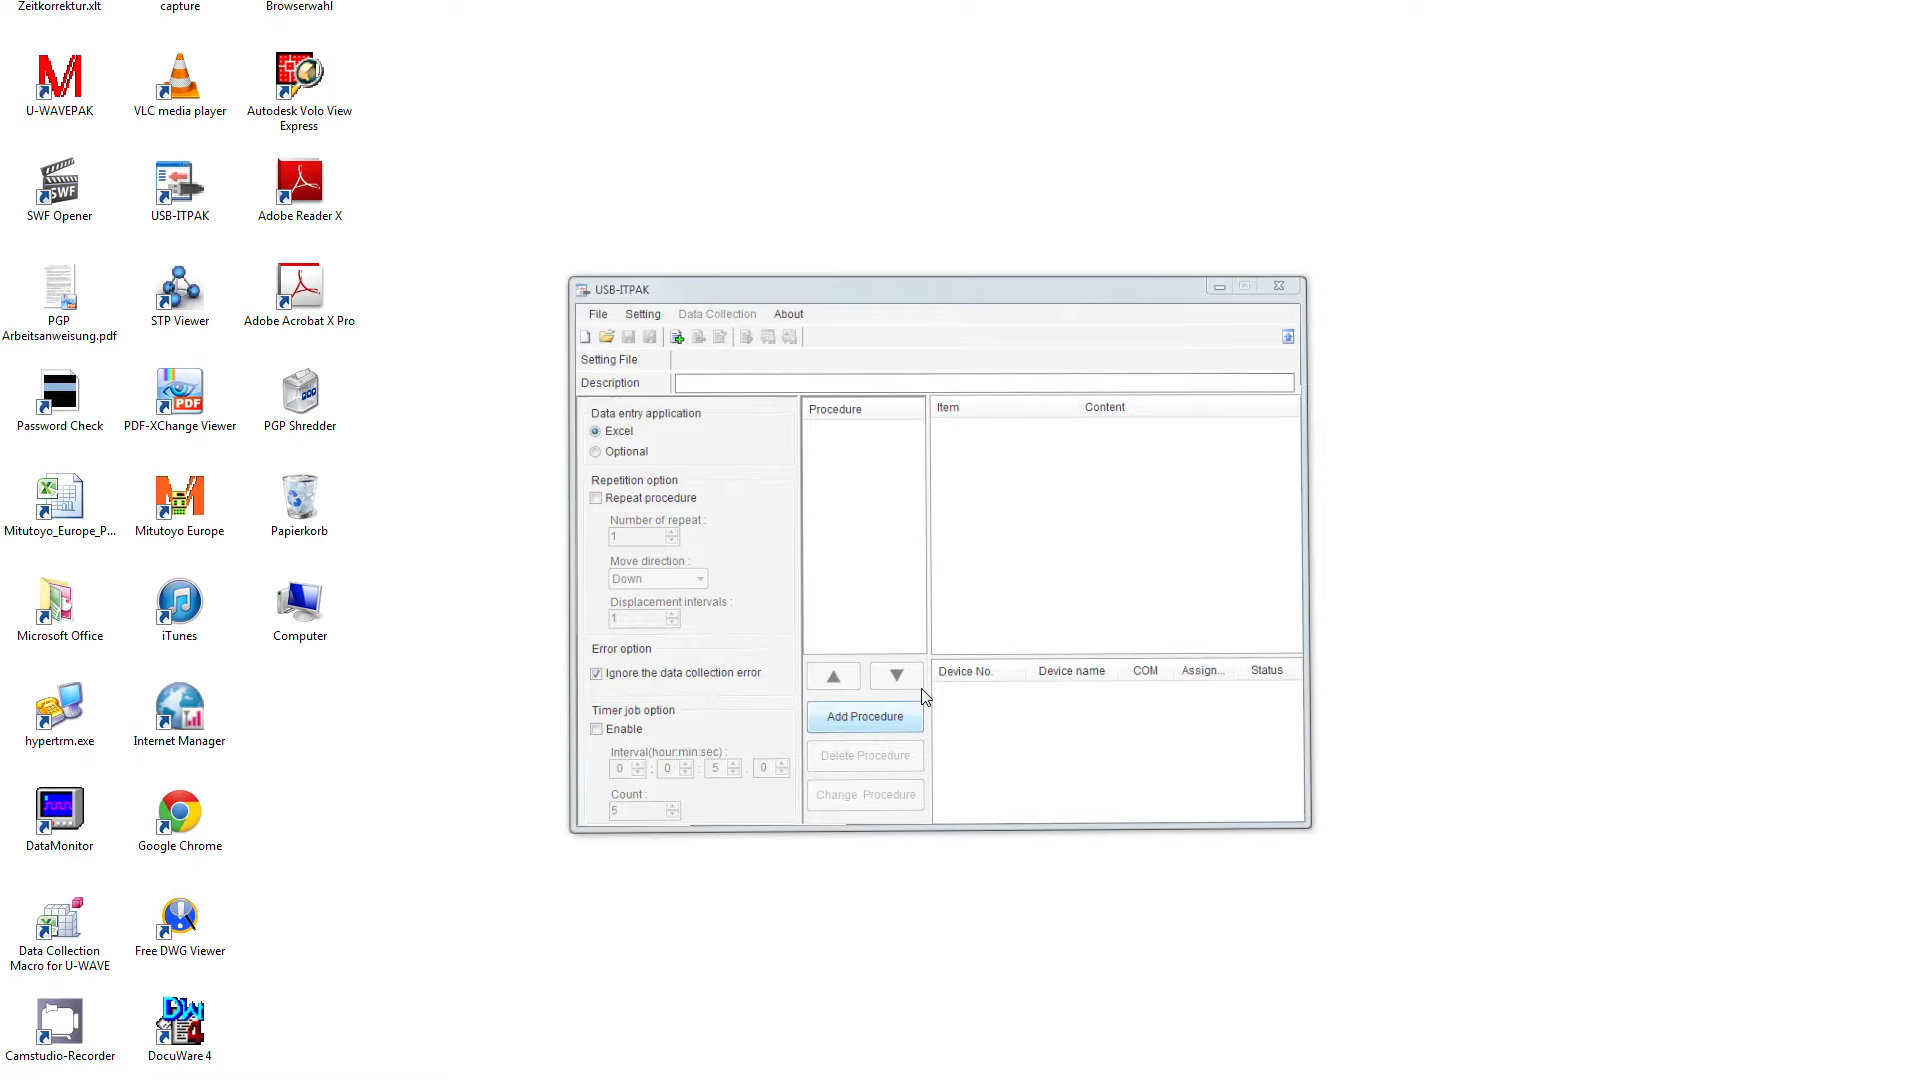 Zeitkorrektur.xlt
capture
Browserwahl
U-WAVEPAK
VLC media player
Autodesk Volo View
Express
SWF Opener
USB-ITPAK
Adobe Reader X
PGP
Arbeitsanweisung.pdf
STP Viewer
Adobe Acrobat X Pro
Password Check
PDF-XChange Viewer
PGP Shredder
Mitutoyo_Europe_P...
Mitutoyo Europe
Papierkorb
Microsoft Office
iTunes
Computer
hypertrm.exe
Internet Manager
DataMonitor
Google Chrome
Data Collection
Macro for U-WAVE
Free DWG Viewer
Camstudio-Recorder
DocuWare 4
USB-ITPAK
File Setting Data Collection About
Setting File
Description
Data entry application
Excel
Optional
Repetition option
Repeat procedure
Number of repeat :
1
Move direction :
Down
Displacement intervals :
1
Error option
Ignore the data collection error
Timer job option
Enable
Interval(hour:min:sec) :
0 : 0 : 5 . 0
Count :
5
Procedure
▲ ▼
Add Procedure
Delete Procedure
Change Procedure
Item Content
Device No. Device name COM Assign... Status